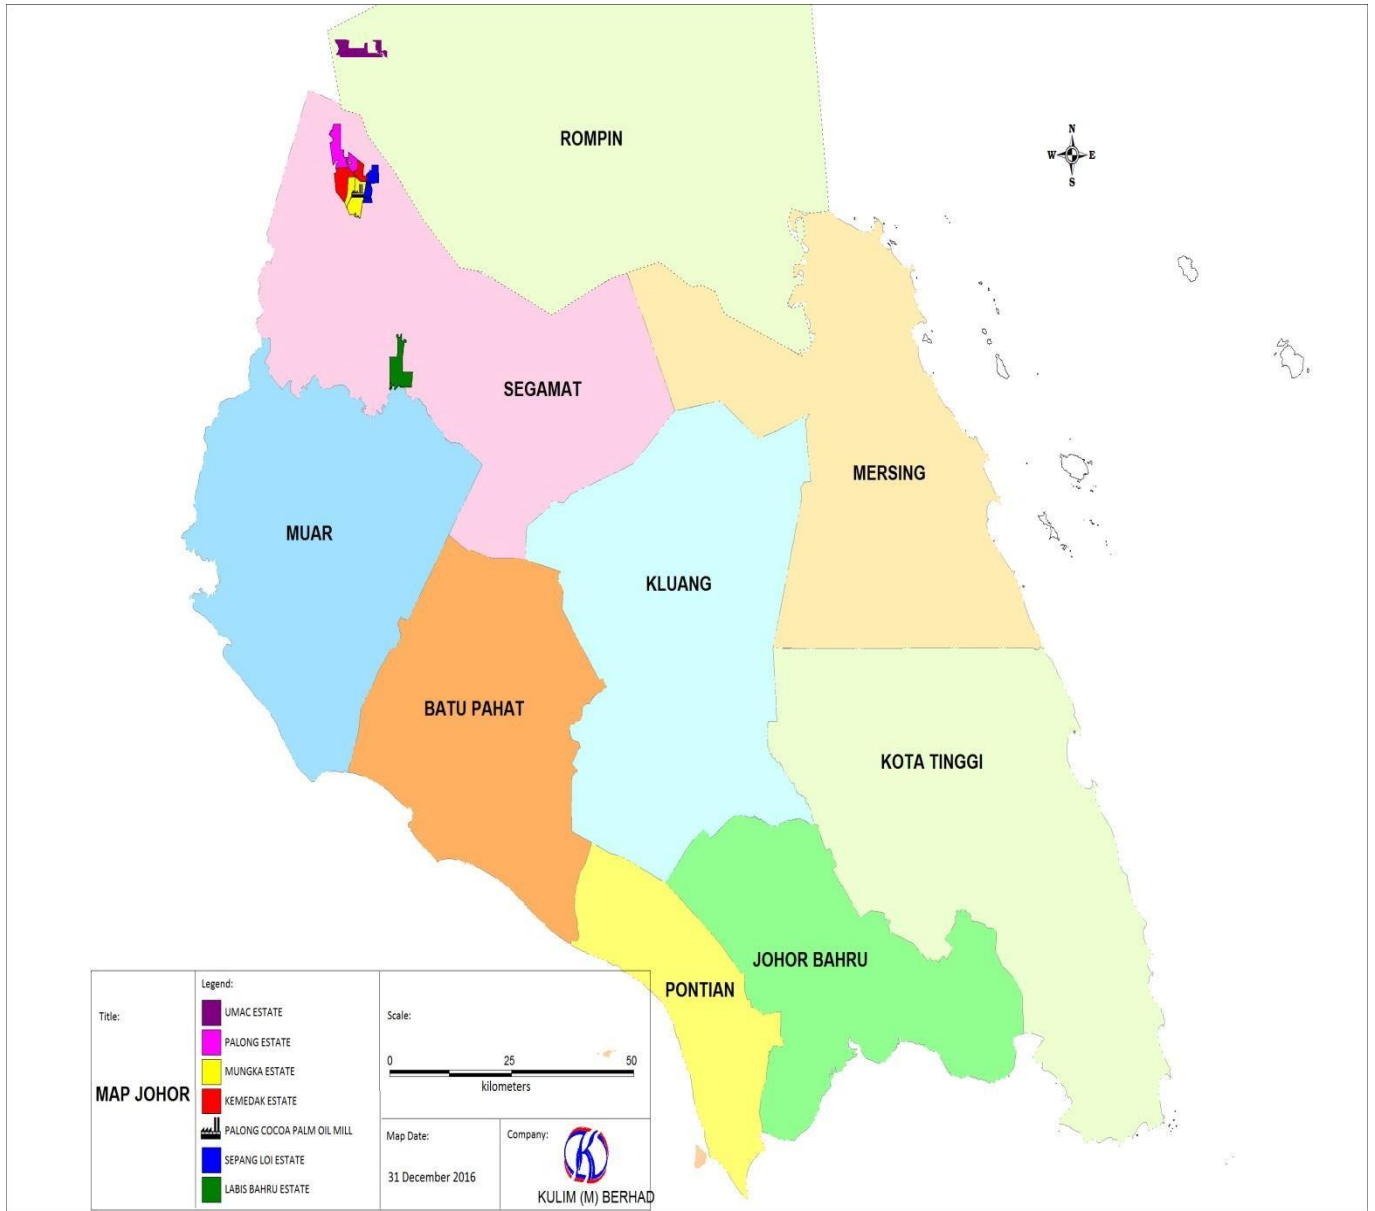 ROMPIN
N
W E
S
SEGAMAT
MERSING
MUAR
KLUANG
BATU PAHAT
KOTA TINGGI
JOHOR BAHRU
PONTIAN
Title:
MAP JOHOR
Legend:
UMAC ESTATE
PALONG ESTATE
MUNGKA ESTATE
KEMEDAK ESTATE
PALONG COCOA PALM OIL MILL
SEPANG LOI ESTATE
LABIS BAHRU ESTATE
Scale:
0 25 50
kilometers
Map Date:
31 December 2016
Company:
KULIM (M) BERHAD